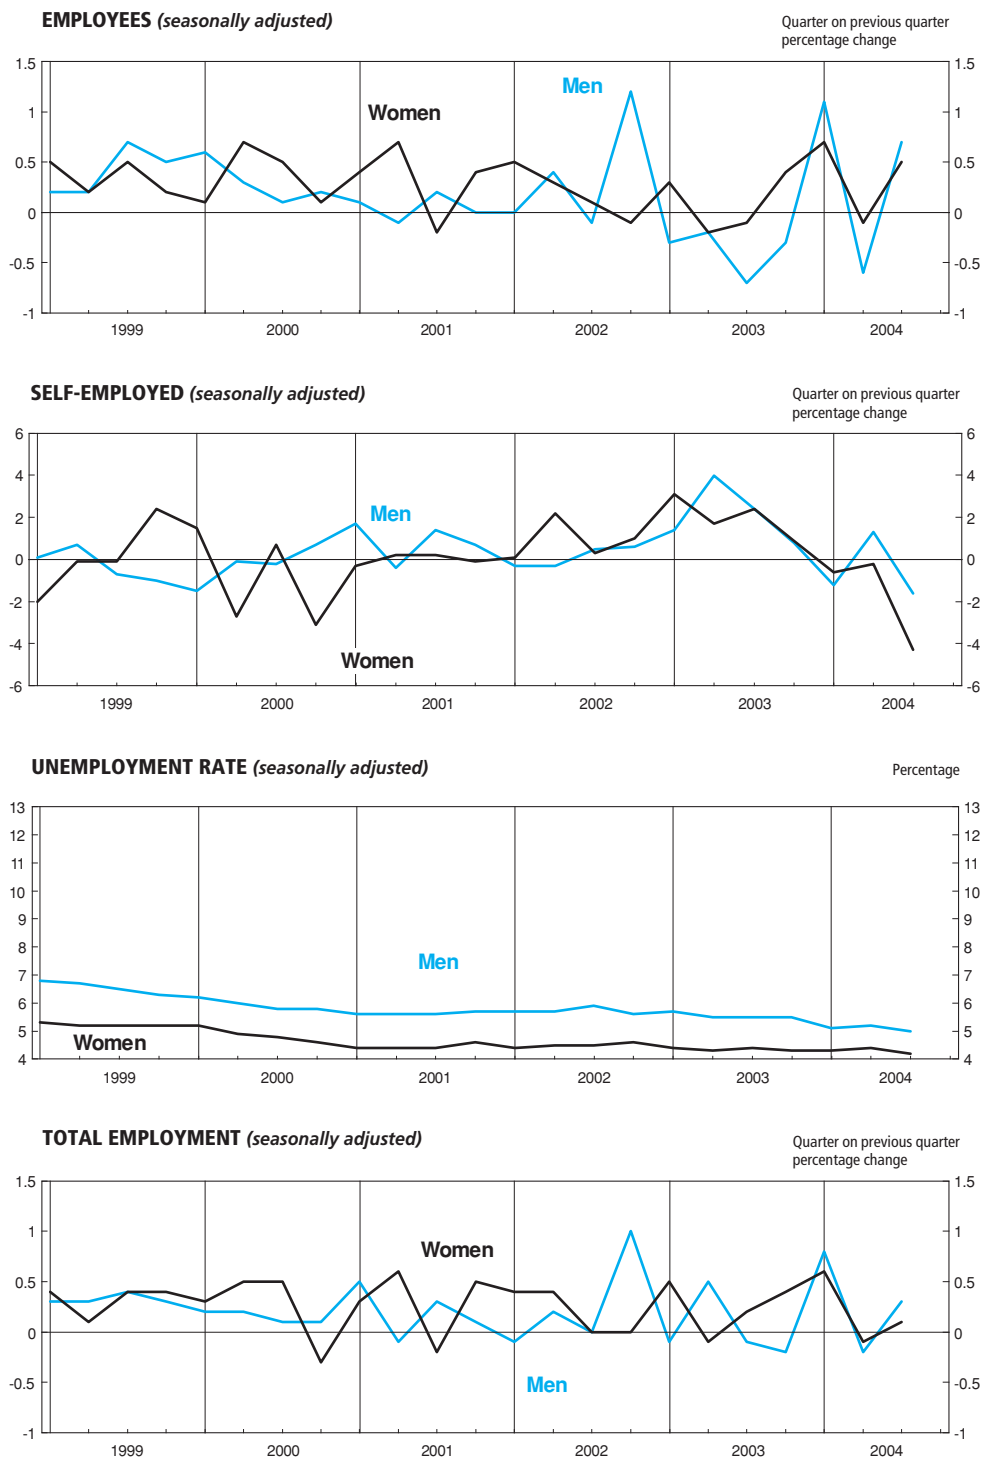 EMPLOYEES (seasonally adjusted)
Quarter on previous quarter
percentage change
1.5 1.5
1 1
0.5 0.5
0 0
-0.5 -0.5
-1 -1
Women
Men
1999 2000 2001 2002 2003 2004
SELF-EMPLOYED (seasonally adjusted)
Quarter on previous quarter
percentage change
6 6
4 4
2 2
0 0
-2 -2
-4 -4
-6 -6
Men
Women
1999 2000 2001 2002 2003 2004
UNEMPLOYMENT RATE (seasonally adjusted)
Percentage
13 13
12 12
11 11
10 10
9 9
8 8
7 7
6 6
5 5
4 4
Men
Women
1999 2000 2001 2002 2003 2004
TOTAL EMPLOYMENT (seasonally adjusted)
Quarter on previous quarter
percentage change
1.5 1.5
1 1
0.5 0.5
0 0
-0.5 -0.5
-1 -1
Women
Men
1999 2000 2001 2002 2003 2004